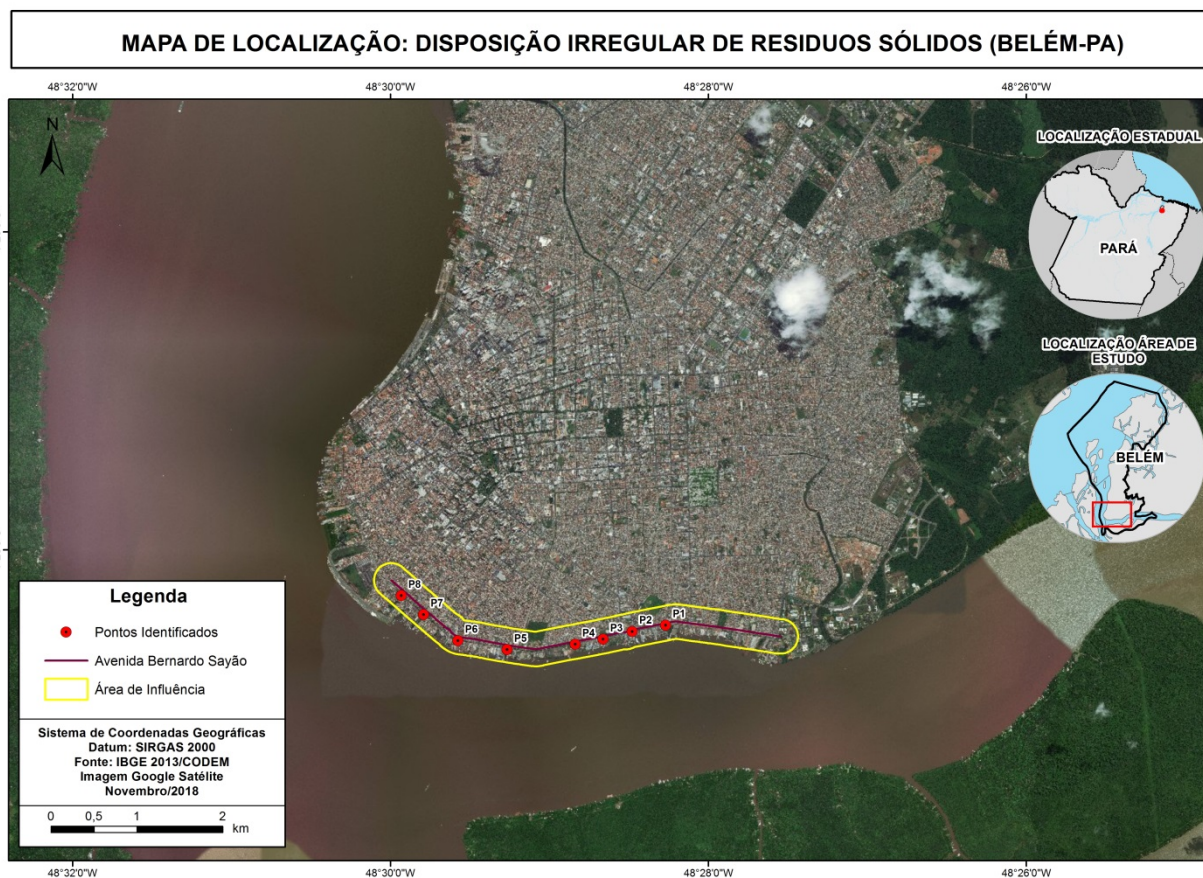 MAPA DE LOCALIZAÇÃO: DISPOSIÇÃO IRREGULAR DE RESIDUOS SÓLIDOS (BELÉM-PA)
48°32'0"W 48°30'0"W 48°28'0"W 48°26'0"W
N
LOCALIZAÇÃO ESTADUAL
PARÁ
LOCALIZAÇÃO ÁREA DE
ESTUDO
BELÉM
P8
P7
P6
P5
P4
P3
P2
P1
Legenda
Pontos Identificados
Avenida Bernardo Sayão
Área de Influência
Sistema de Coordenadas Geográficas
Datum: SIRGAS 2000
Fonte: IBGE 2013/CODEM
Imagem Google Satélite
Novembro/2018
0 0,5 1 2
km
48°32'0"W 48°30'0"W 48°28'0"W 48°26'0"W